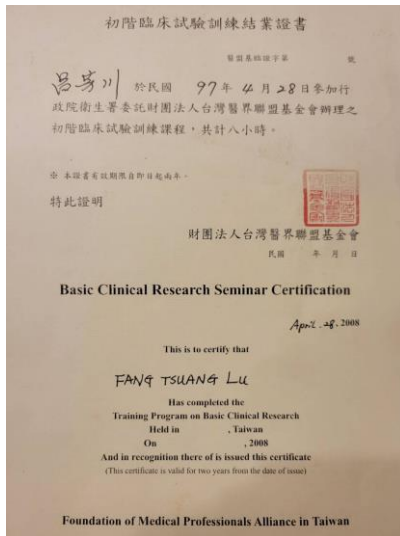 初階臨床試驗訓練結業證書
醫盟基臨證字第 號
呂芳川 於民國 97 年 4 月 28 日參加行
政院衛生署委託財團法人台灣醫界聯盟基金會辦理之
初階臨床試驗訓練課程，共計八小時。
※ 本證書有效期限自即日起兩年。
特此證明
財團法人台灣醫界聯盟基金會
民國 年 月 日
Basic Clinical Research Seminar Certification
April. 28, 2008
This is to certify that
FANG TSUANG LU
Has completed the
Training Program on Basic Clinical Research
Held in , Taiwan
On , 2008
And in recognition there of is issued this certificate
(This certificate is valid for two years from the date of issue)
Foundation of Medical Professionals Alliance in Taiwan